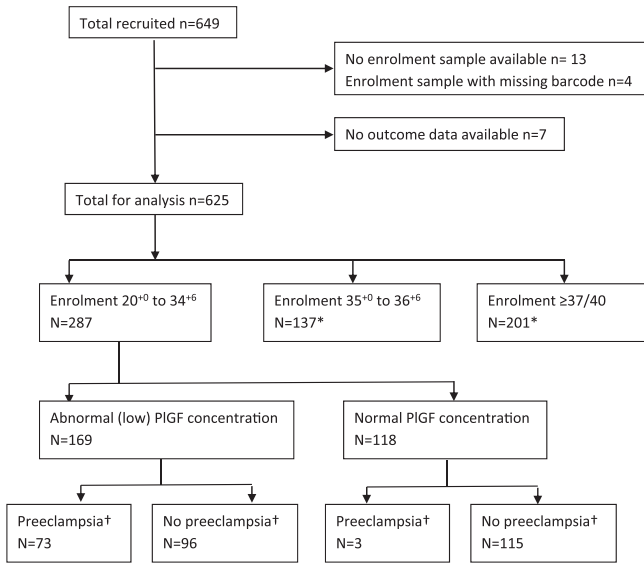 Total recruited n=649
No enrolment sample available n= 13
Enrolment sample with missing barcode n=4
No outcome data available n=7
Total for analysis n=625
Enrolment 20⁺⁰ to 34⁺⁶
N=287
Enrolment 35⁺⁰ to 36⁺⁶
N=137*
Enrolment ≥37/40
N=201*
Abnormal (low) PlGF concentration
N=169
Normal PlGF concentration
N=118
Preeclampsia†
N=73
No preeclampsia†
N=96
Preeclampsia†
N=3
No preeclampsia†
N=115